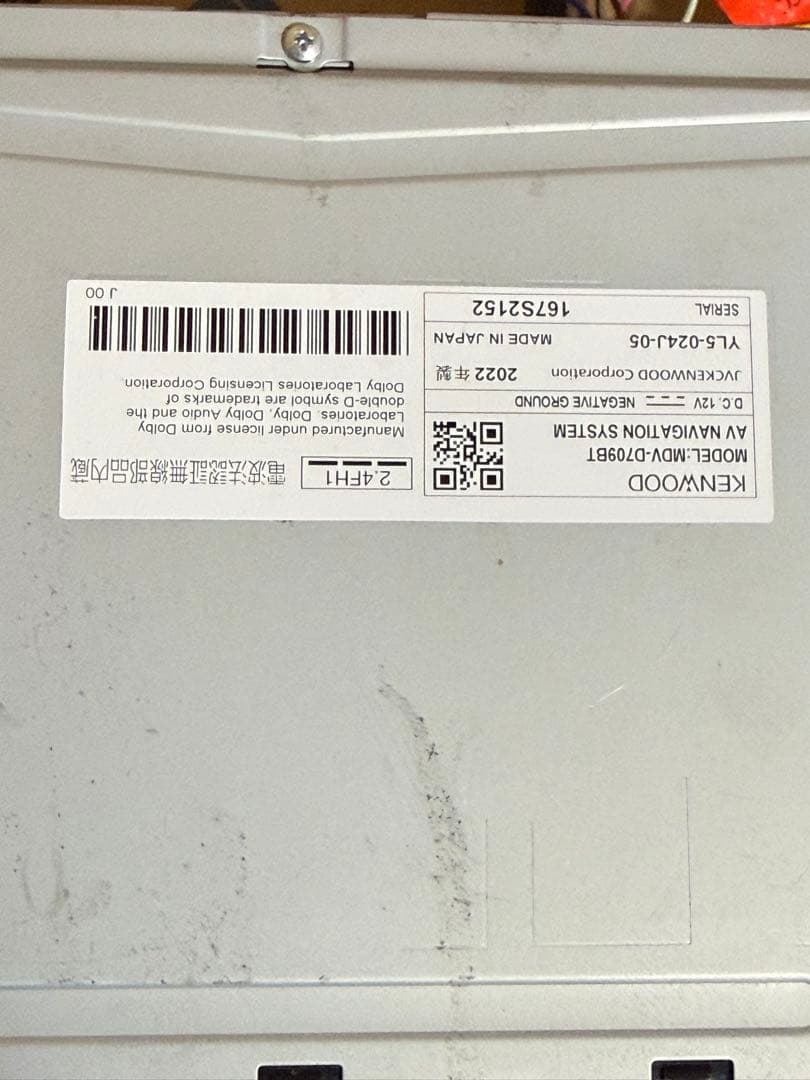 KENWOOD
MODEL:MDV-D709BT
AV NAVIGATION SYSTEM
D.C. 12V NEGATIVE GROUND
JVCKENWOOD Corporation 2022 年製
YL5-024J-05 MADE IN JAPAN
SERIAL 167S2152
2.4FH1 電波法認証無線部品内蔵
Manufactured under license from Dolby
Laboratories. Dolby, Dolby Audio and the
double-D symbol are trademarks of
Dolby Laboratories Licensing Corporation.
J 00